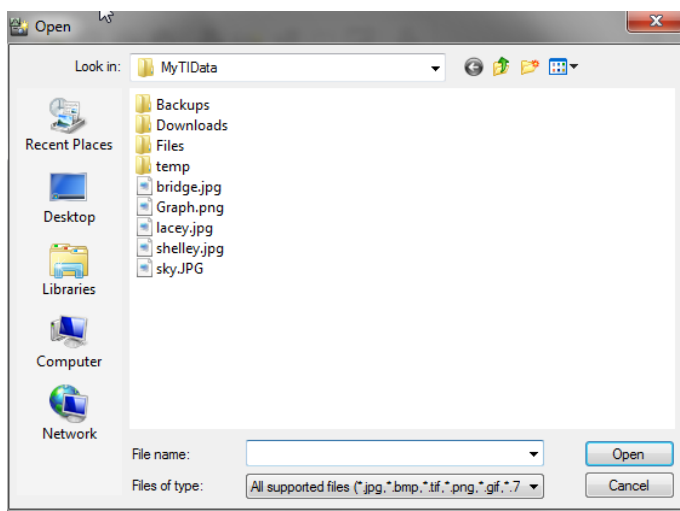 Open
Look in: MyTIData
Recent Places
Desktop
Libraries
Computer
Network
Backups
Downloads
Files
temp
bridge.jpg
Graph.png
lacey.jpg
shelley.jpg
sky.JPG
File name: Open
Files of type: All supported files (*.jpg,*.bmp,*.tif,*.png,*.gif,*.7 Cancel